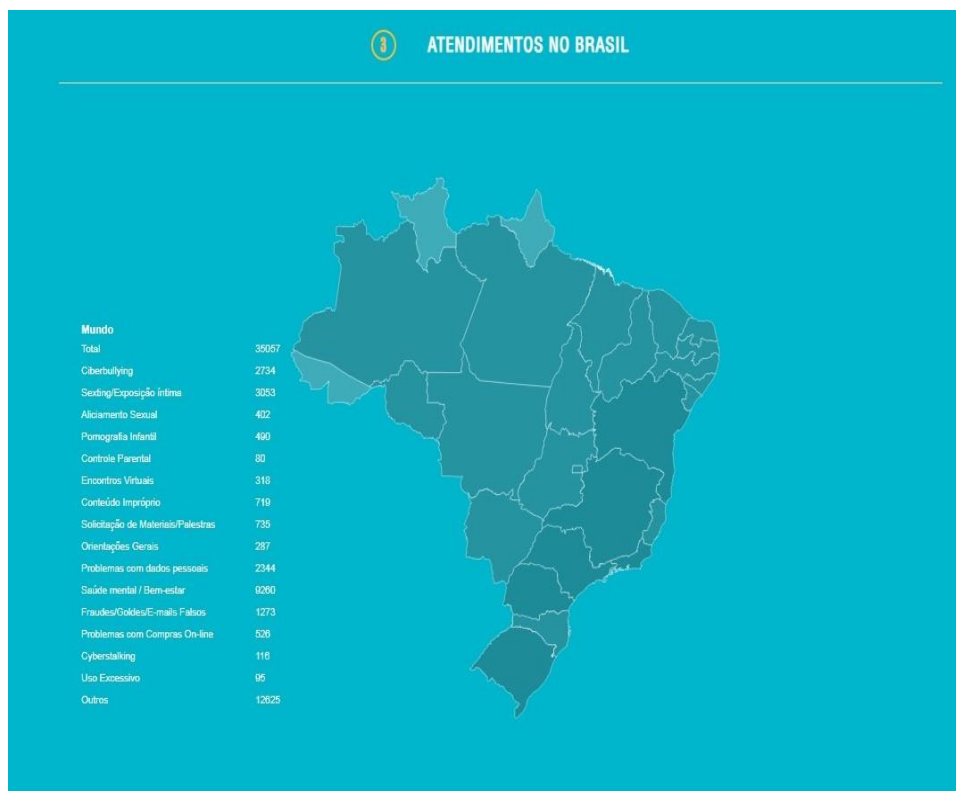 3 ATENDIMENTOS NO BRASIL
Mundo
Total 35057
Ciberbullying 2734
Sexting/Exposição íntima 3053
Aliciamento Sexual 402
Pornografia Infantil 490
Controle Parental 80
Encontros Virtuais 318
Conteúdo Impróprio 719
Solicitação de Materiais/Palestras 735
Orientações Gerais 287
Problemas com dados pessoais 2344
Saúde mental / Bem-estar 9260
Fraudes/Goldes/E-mails Falsos 1273
Problemas com Compras On-line 526
Cyberstalking 116
Uso Excessivo 95
Outros 12625